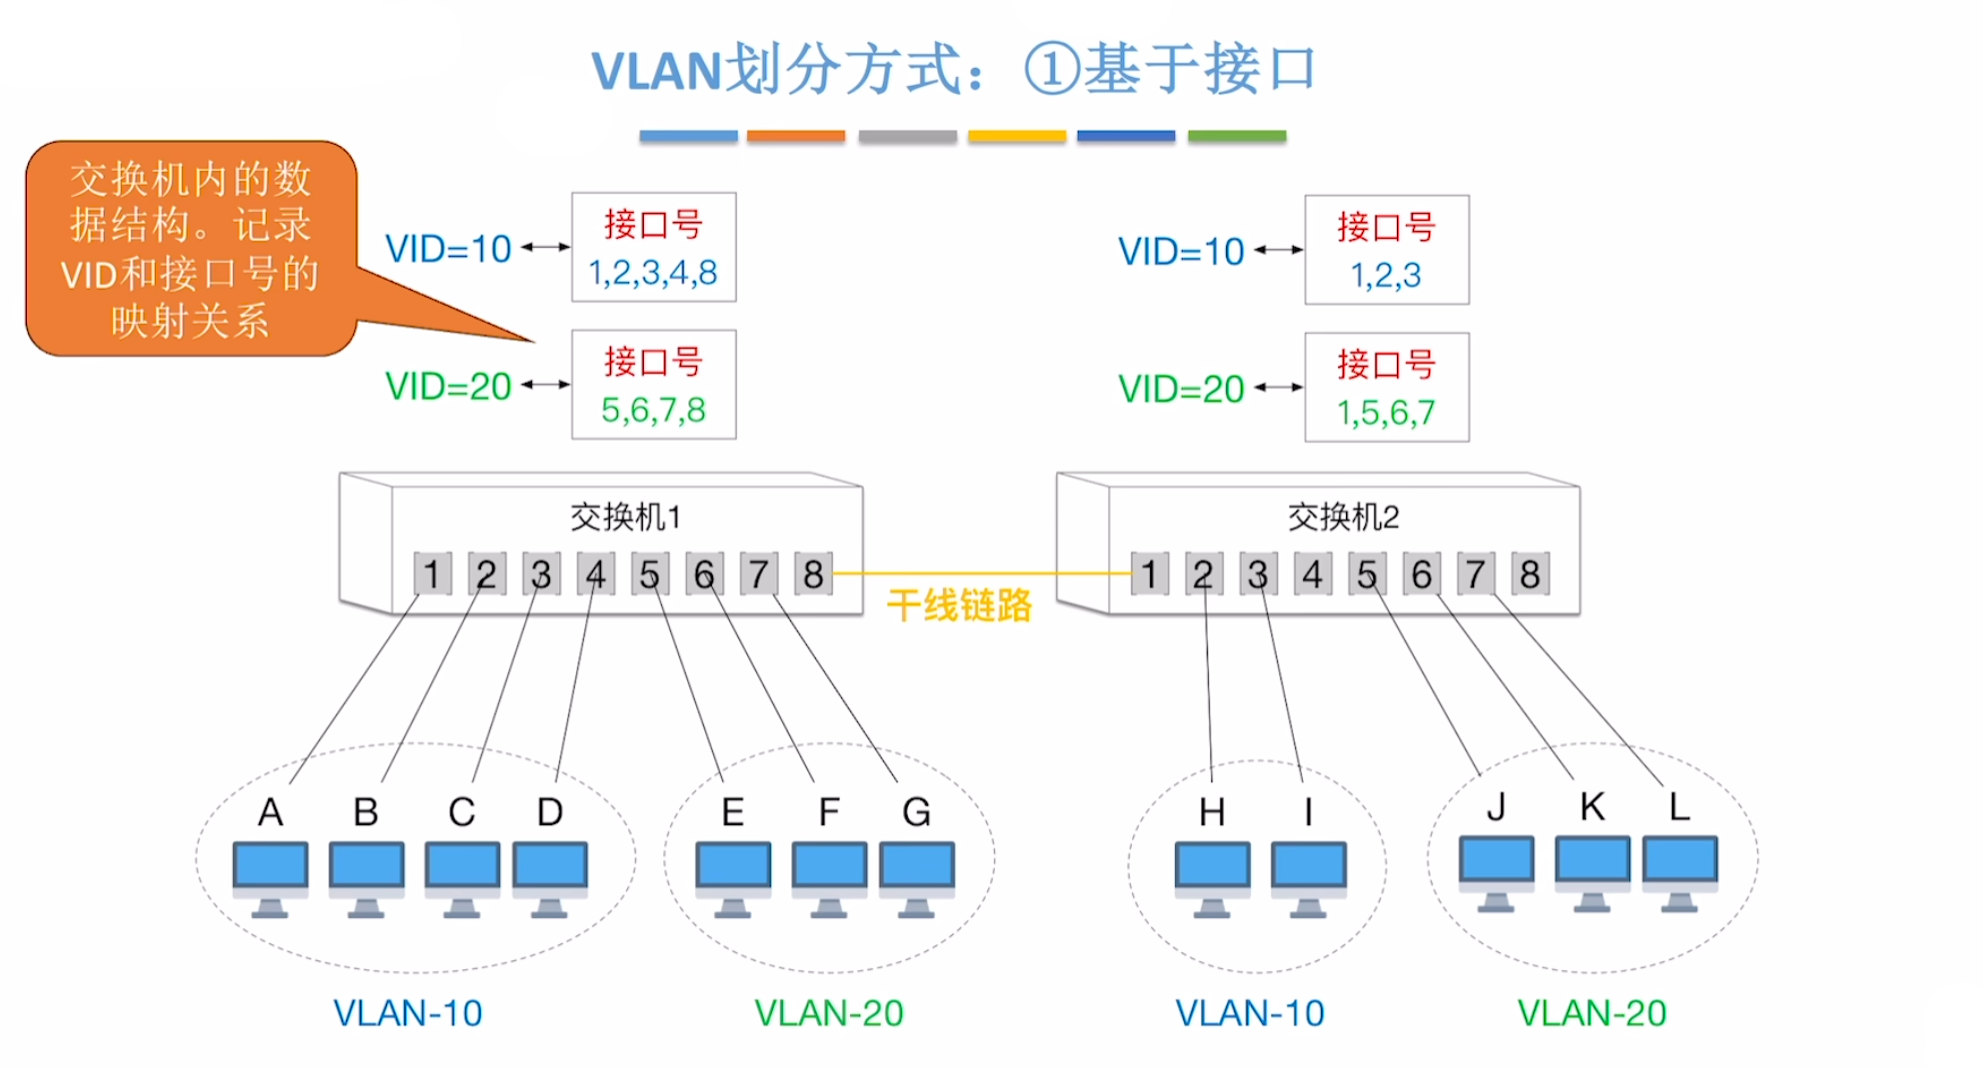 VLAN划分方式：①基于接口
交换机内的数
据结构。记录
VID和接口号的
映射关系
VID=10
接口号
1,2,3,4,8
VID=20
接口号
5,6,7,8
VID=10
接口号
1,2,3
VID=20
接口号
1,5,6,7
交换机1
1 2 3 4 5 6 7 8
干线链路
交换机2
1 2 3 4 5 6 7 8
A B C D
E F G
H I
J K L
VLAN-10
VLAN-20
VLAN-10
VLAN-20